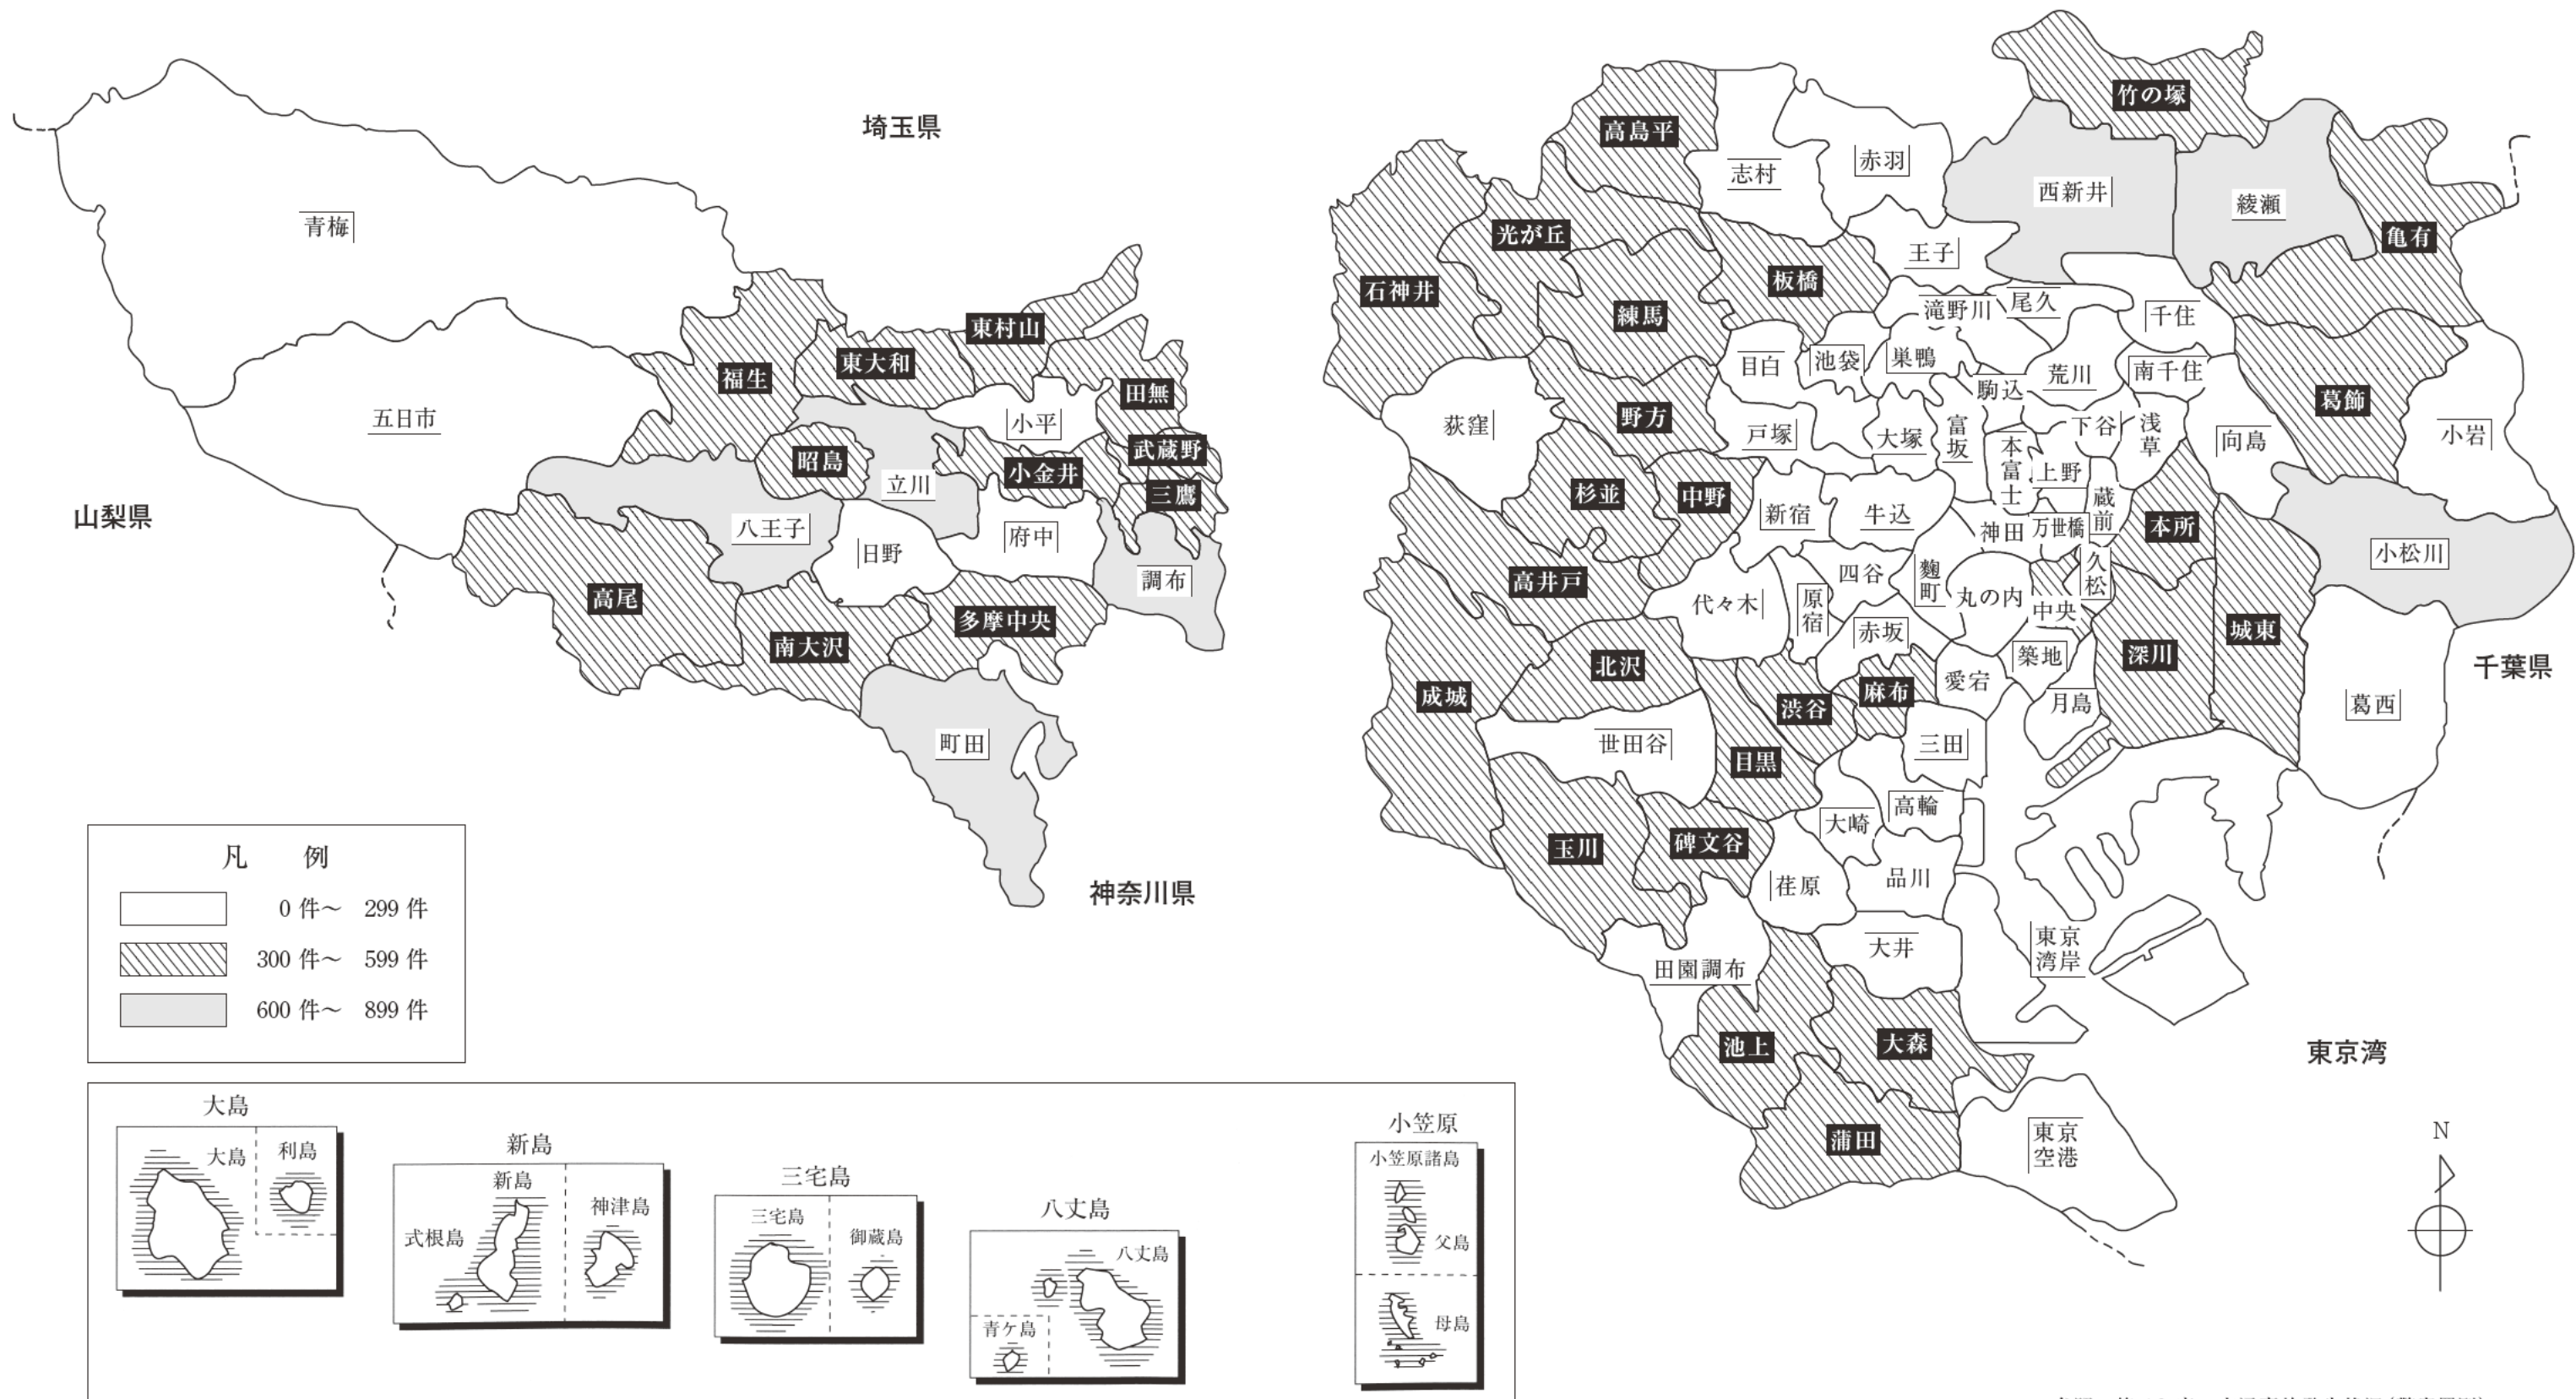 埼玉県
山梨県
神奈川県
千葉県
東京湾
青梅
五日市
福生
東大和
東村山
田無
小平
武蔵野
昭島
立川
小金井
三鷹
八王子
日野
府中
調布
高尾
南大沢
多摩中央
町田
竹の塚
高島平
志村
赤羽
西新井
綾瀬
亀有
石神井
光が丘
練馬
板橋
王子
滝野川
尾久
千住
目白
池袋
巣鴨
駒込
荒川
南千住
葛飾
荻窪
野方
戸塚
大塚
富坂
本富士
下谷
浅草
向島
小岩
上野
杉並
中野
新宿
牛込
神田
万世橋
蔵前
本所
小松川
高井戸
代々木
原宿
四谷
麴町
丸の内
中央
久松
赤坂
築地
深川
城東
北沢
成城
渋谷
麻布
愛宕
月島
葛西
世田谷
目黒
三田
玉川
碑文谷
大崎
高輪
荏原
品川
田園調布
大井
東京
湾岸
池上
大森
蒲田
東京
空港
凡 例
0 件〜 299 件
300 件〜 599 件
600 件〜 899 件
大島
大島
利島
新島
新島
式根島
神津島
三宅島
三宅島
御蔵島
八丈島
八丈島
青ケ島
小笠原
小笠原諸島
父島
母島
N